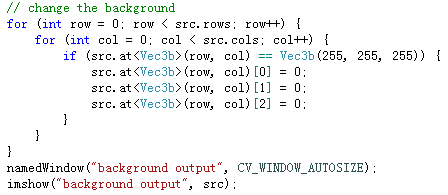 // change the background
for (int row = 0; row < src.rows; row++) {
    for (int col = 0; col < src.cols; col++) {
        if (src.at<Vec3b>(row, col) == Vec3b(255, 255, 255)) {
            src.at<Vec3b>(row, col)[0] = 0;
            src.at<Vec3b>(row, col)[1] = 0;
            src.at<Vec3b>(row, col)[2] = 0;
        }
    }
}
namedWindow("background output", CV_WINDOW_AUTOSIZE);
imshow("background output", src);